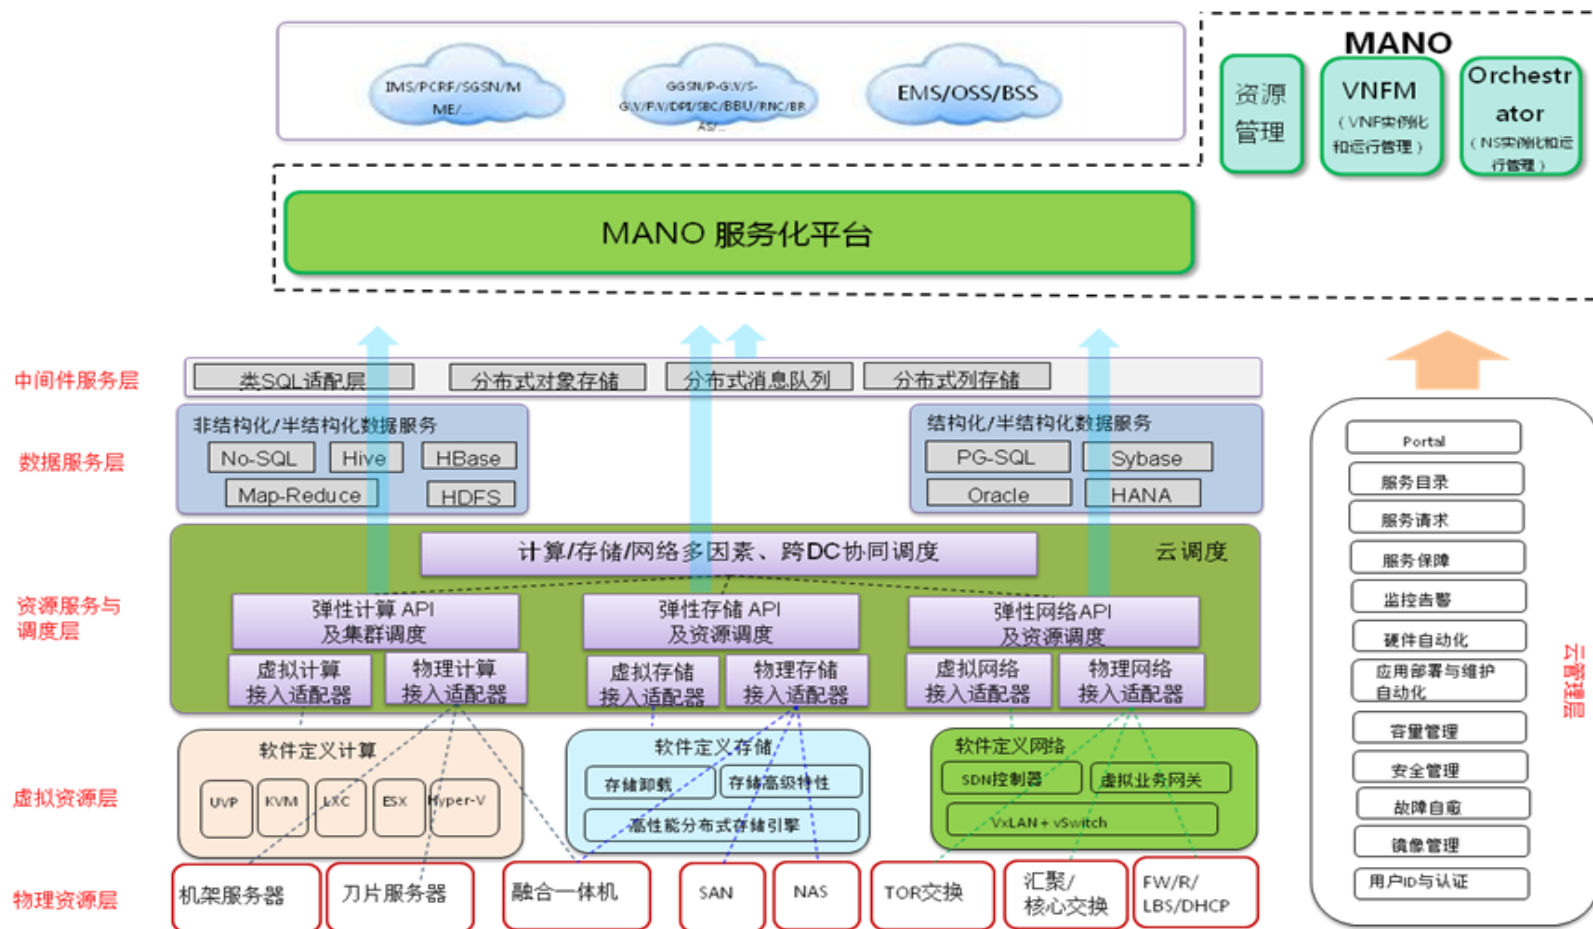 IMS/PCRF/SGSN/M
ME/...
GGSN/P-GW/S-
GW/FW/DPI/SBC/BBU/RNC/BR
AS/...
EMS/OSS/BSS
MANO
资源
管理
VNFM
(VNF实例化
和运行管理)
Orchestr
ator
(NS实例化和运
行管理)
MANO 服务化平台
中间件服务层
类SQL适配层
分布式对象存储
分布式消息队列
分布式列存储
数据服务层
非结构化/半结构化数据服务
No-SQL
Hive
HBase
Map-Reduce
HDFS
结构化/半结构化数据服务
PG-SQL
Sybase
Oracle
HANA
资源服务与
调度层
计算/存储/网络多因素、跨DC协同调度
云调度
弹性计算 API
及集群调度
弹性存储 API
及资源调度
弹性网络API
及资源调度
虚拟计算
接入适配器
物理计算
接入适配器
虚拟存储
接入适配器
物理存储
接入适配器
虚拟网络
接入适配器
物理网络
接入适配器
虚拟资源层
软件定义计算
UVP
KVM
LXC
ESX
Hyper-V
软件定义存储
存储卸载
存储高级特性
高性能分布式存储引擎
软件定义网络
SDN控制器
虚拟业务网关
VxLAN + vSwitch
物理资源层
机架服务器
刀片服务器
融合一体机
SAN
NAS
TOR交换
汇聚/
核心交换
FW/R/
LBS/DHCP
Portal
服务目录
服务请求
服务保障
监控告警
硬件自动化
应用部署与维护
自动化
容量管理
安全管理
故障自愈
镜像管理
用户ID与认证
云管理层